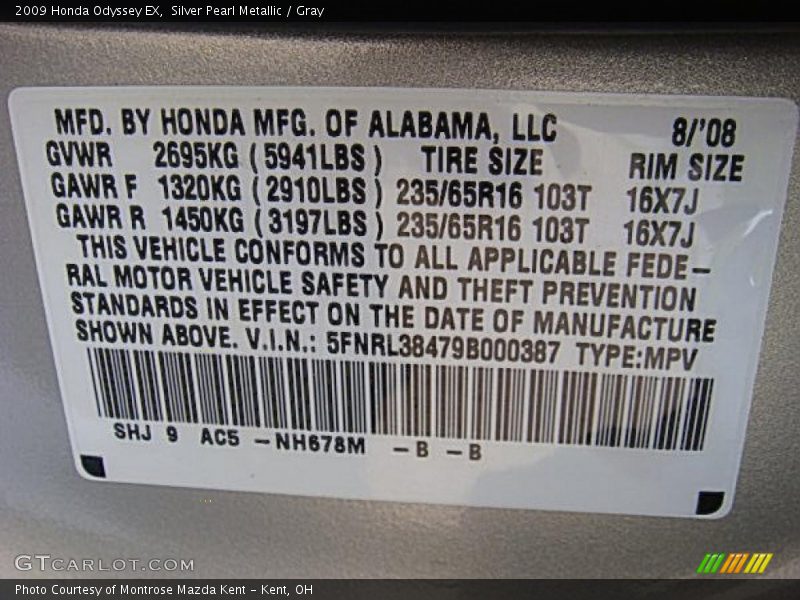 2009 Honda Odyssey EX, Silver Pearl Metallic / Gray
MFD. BY HONDA MFG. OF ALABAMA, LLC 8/'08
GVWR 2695KG (5941LBS) TIRE SIZE RIM SIZE
GAWR F 1320KG (2910LBS) 235/65R16 103T 16X7J
GAWR R 1450KG (3197LBS) 235/65R16 103T 16X7J
THIS VEHICLE CONFORMS TO ALL APPLICABLE FEDE-
RAL MOTOR VEHICLE SAFETY AND THEFT PREVENTION
STANDARDS IN EFFECT ON THE DATE OF MANUFACTURE
SHOWN ABOVE. V.I.N.: 5FNRL38479B000387 TYPE:MPV
SHJ 9 AC5 -NH678M -B -B
GTCARLOT.COM
Photo Courtesy of Montrose Mazda Kent - Kent, OH